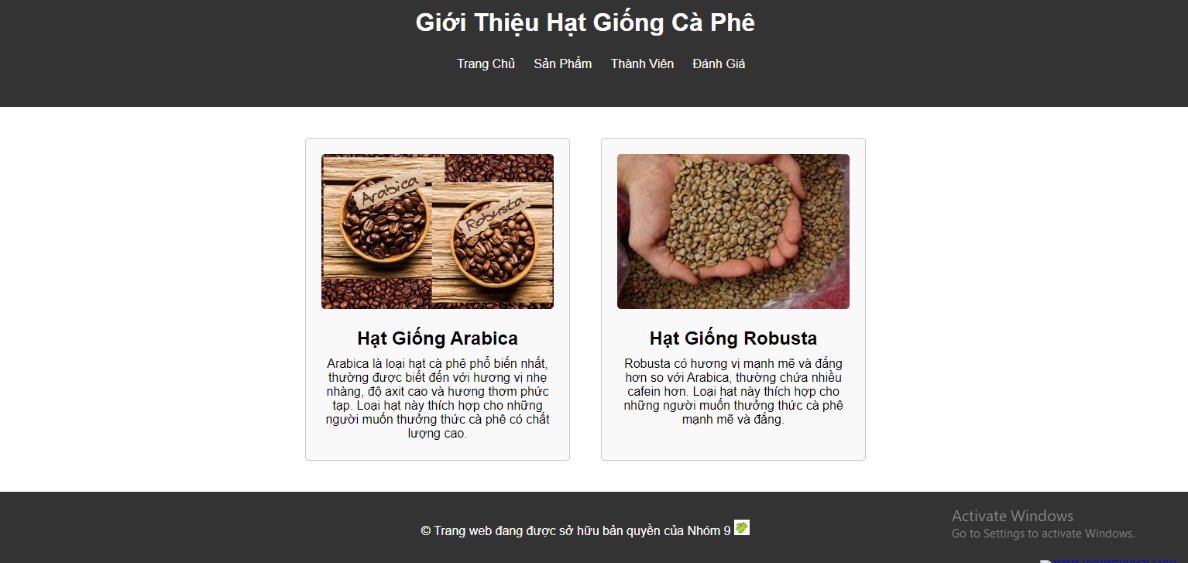 Giới Thiệu Hạt Giống Cà Phê
Trang Chủ Sản Phẩm Thành Viên Đánh Giá
Arabica
Robusta
Hạt Giống Arabica
Arabica là loại hạt cà phê phổ biến nhất,
thường được biết đến với hương vị nhẹ
nhàng, độ axit cao và hương thơm phức
tạp. Loại hạt này thích hợp cho những
người muốn thưởng thức cà phê có chất
lượng cao.
Hạt Giống Robusta
Robusta có hương vị mạnh mẽ và đắng
hơn so với Arabica, thường chứa nhiều
cafein hơn. Loại hạt này thích hợp cho
những người muốn thưởng thức cà phê
mạnh mẽ và đắng.
© Trang web đang được sở hữu bản quyền của Nhóm 9
Activate Windows
Go to Settings to activate Windows.